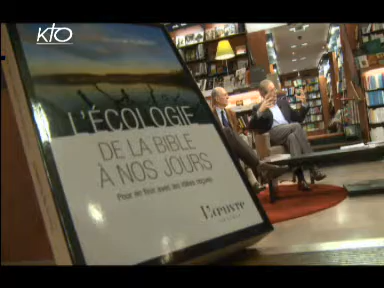 KTO
L'ÉCOLOGIE
DE LA BIBLE
À NOS JOURS
Pour en finir avec les idées reçues
L'œuvre